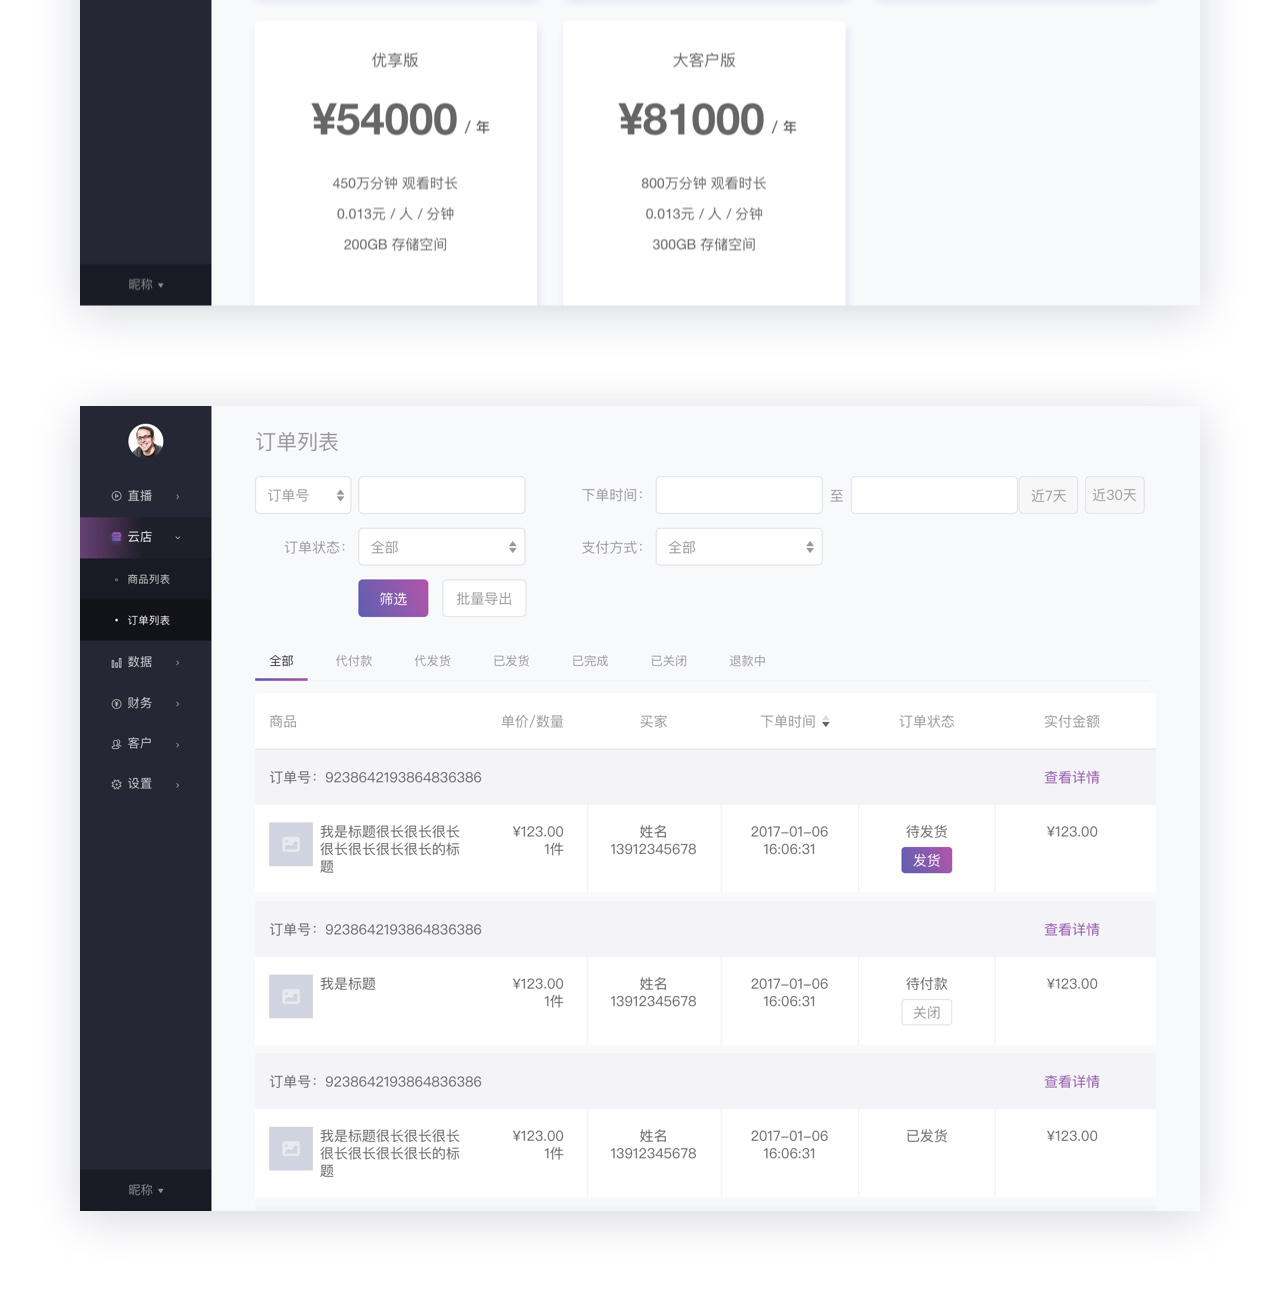 优享版
¥54000 / 年
450万分钟 观看时长
0.013元 / 人 / 分钟
200GB 存储空间
大客户版
¥81000 / 年
800万分钟 观看时长
0.013元 / 人 / 分钟
300GB 存储空间
昵称
直播
云店
商品列表
订单列表
数据
财务
客户
设置
昵称
订单列表
订单号
下单时间：
至
近7天
近30天
订单状态：
全部
支付方式：
全部
筛选
批量导出
全部
代付款
代发货
已发货
已完成
已关闭
退款中
商品
单价/数量
买家
下单时间
订单状态
实付金额
订单号：9238642193864836386
查看详情
我是标题很长很长很长
很长很长很长很长的标
题
¥123.00
1件
姓名
13912345678
2017-01-06
16:06:31
待发货
发货
¥123.00
订单号：9238642193864836386
查看详情
我是标题
¥123.00
1件
姓名
13912345678
2017-01-06
16:06:31
待付款
关闭
¥123.00
订单号：9238642193864836386
查看详情
我是标题很长很长很长
很长很长很长很长的标
题
¥123.00
1件
姓名
13912345678
2017-01-06
16:06:31
已发货
¥123.00